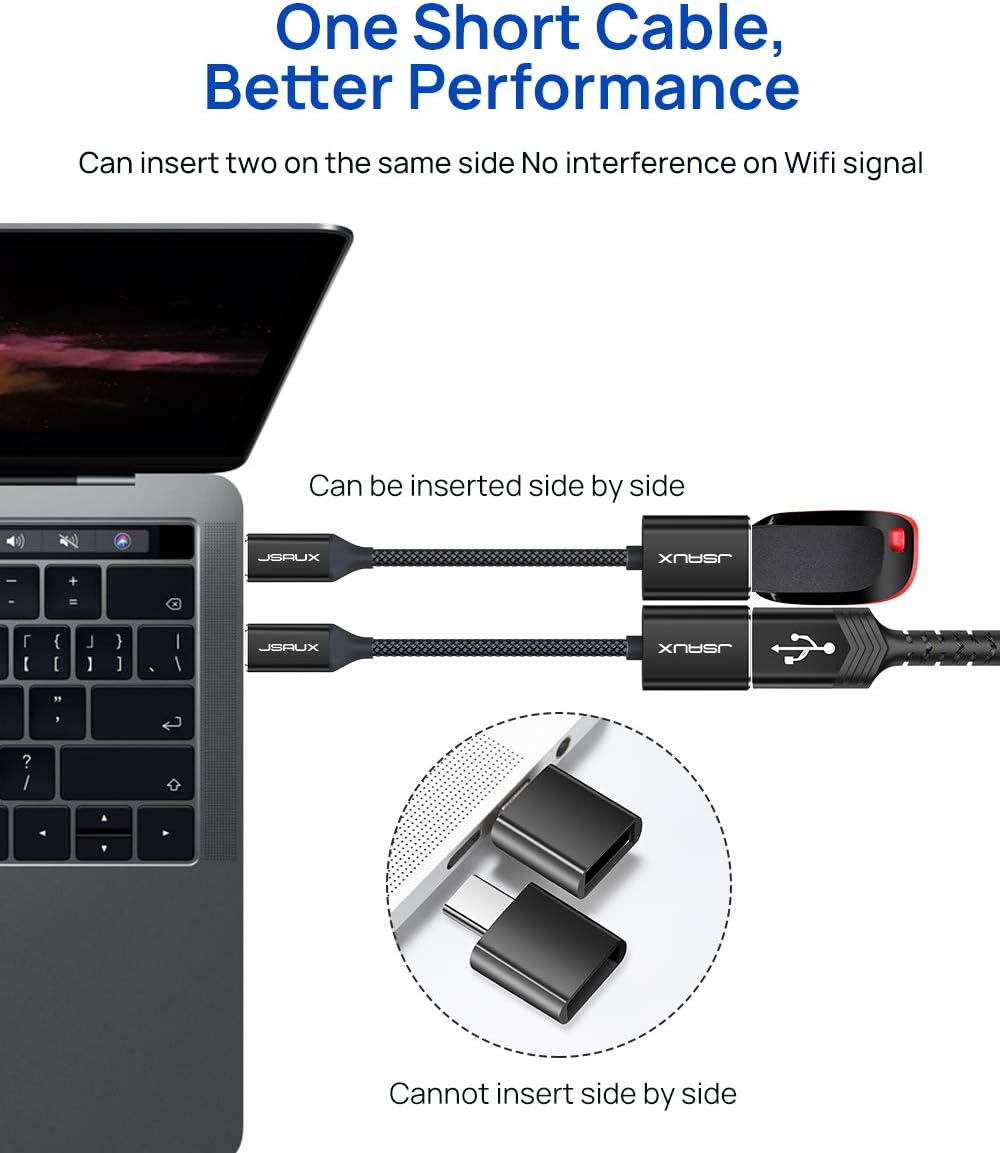 One Short Cable,
Better Performance
Can insert two on the same side No interference on Wifi signal
Can be inserted side by side
JSAUX
JSAUX
JSAUX
JSAUX
- _
+ =
{ [ } ] | \
" '
? /
Cannot insert side by side